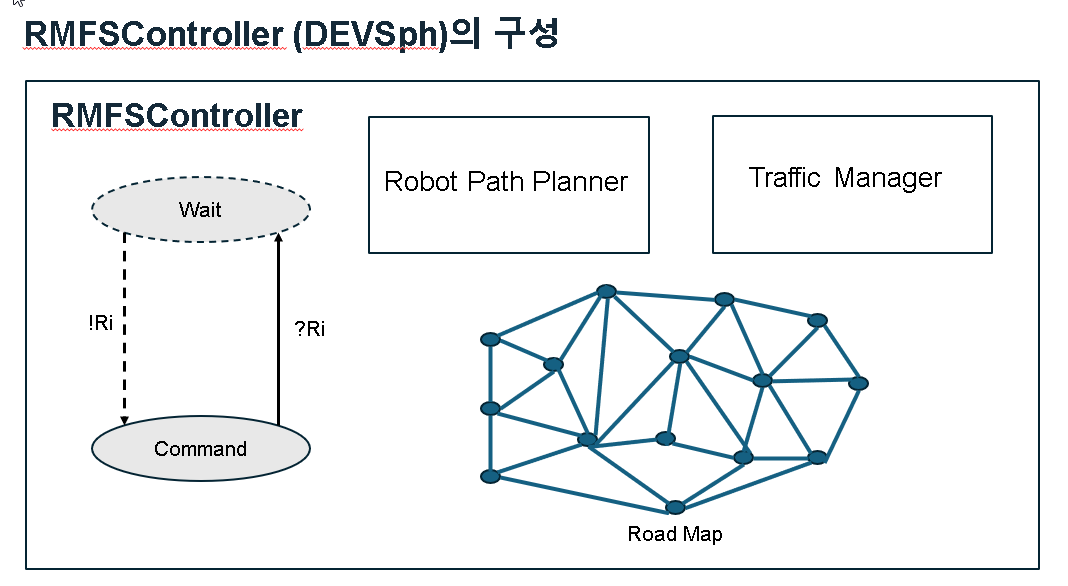 RMFSController (DEVSph)의 구성
RMFSController
Robot Path Planner
Traffic Manager
Wait
!Ri
?Ri
Command
Road Map